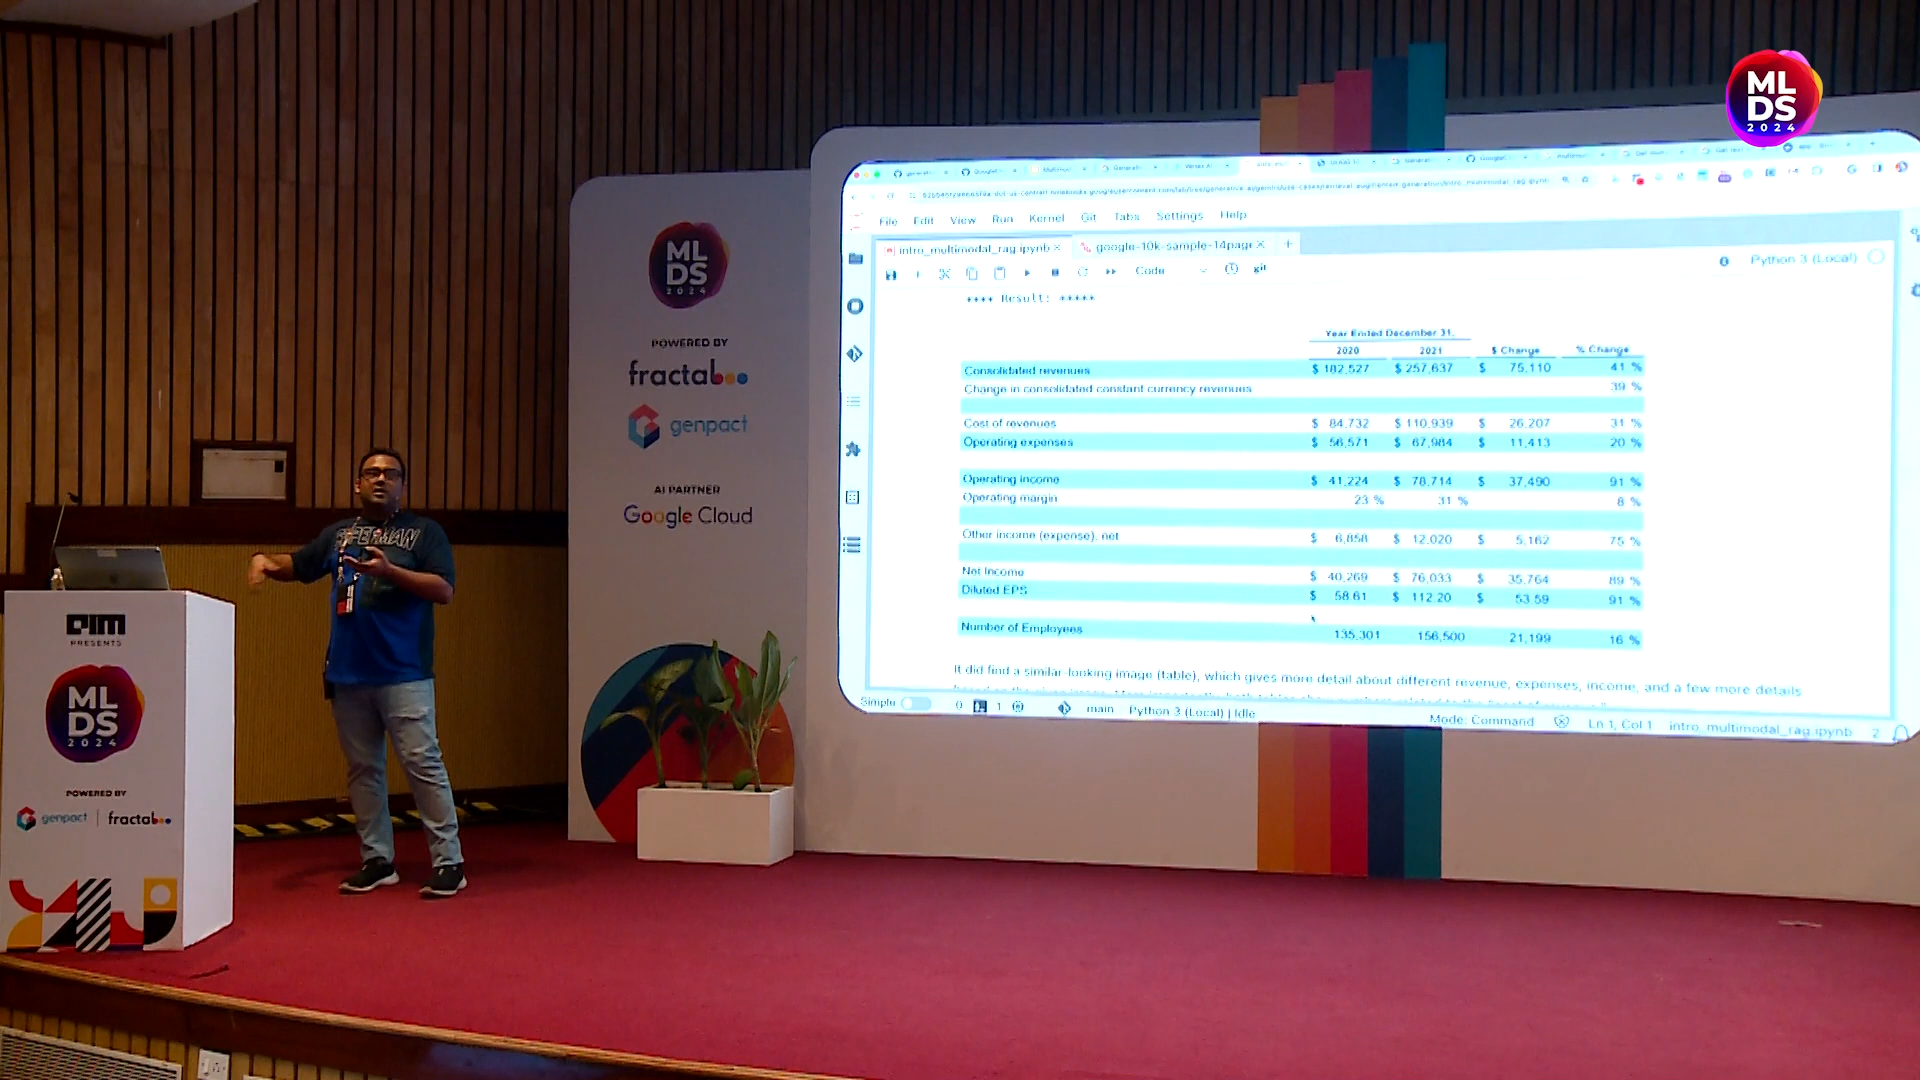 ML
DS
2024
File Edit View Run Kernel Git Tabs Settings Help
intro_multimodal_rag.ipynb
google-10k-sample-14page
Code
git
Python 3 (Local)
**** Result: *****
Year Ended December 31,
2020 2021 $ Change % Change
Consolidated revenues $ 182,527 $ 257,637 $ 75,110 41 %
Change in consolidated constant currency revenues 39 %
Cost of revenues $ 84,732 $ 110,939 $ 26,207 31 %
Operating expenses $ 56,571 $ 67,984 $ 11,413 20 %
Operating income $ 41,224 $ 78,714 $ 37,490 91 %
Operating margin 23 % 31 % 8 %
Other income (expense), net $ 6,858 $ 12,020 $ 5,162 75 %
Net Income $ 40,269 $ 76,033 $ 35,764 89 %
Diluted EPS $ 58.61 $ 112.20 $ 53.59 91 %
Number of Employees 135,301 156,500 21,199 16 %
It did find a similar-looking image (table), which gives more detail about different revenue, expenses, income, and a few more details
Simple 0 1 main Python 3 (Local) | Idle Mode: Command Ln 1, Col 1 intro_multimodal_rag.ipynb 2
ML
DS
2024
POWERED BY
fractal
genpact
AI PARTNER
Google Cloud
AIM
PRESENTS
ML
DS
2024
POWERED BY
genpact | fractal